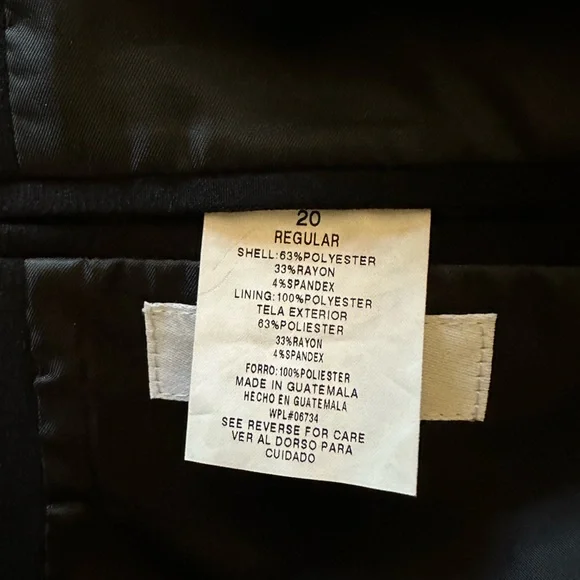 20
REGULAR
SHELL:63%POLYESTER
33%RAYON
4%SPANDEX
LINING:100%POLYESTER
TELA EXTERIOR
63%POLIESTER
33%RAYON
4%SPANDEX
FORRO:100%POLIESTER
MADE IN GUATEMALA
HECHO EN GUATEMALA
WPL#06734
SEE REVERSE FOR CARE
VER AL DORSO PARA
CUIDADO